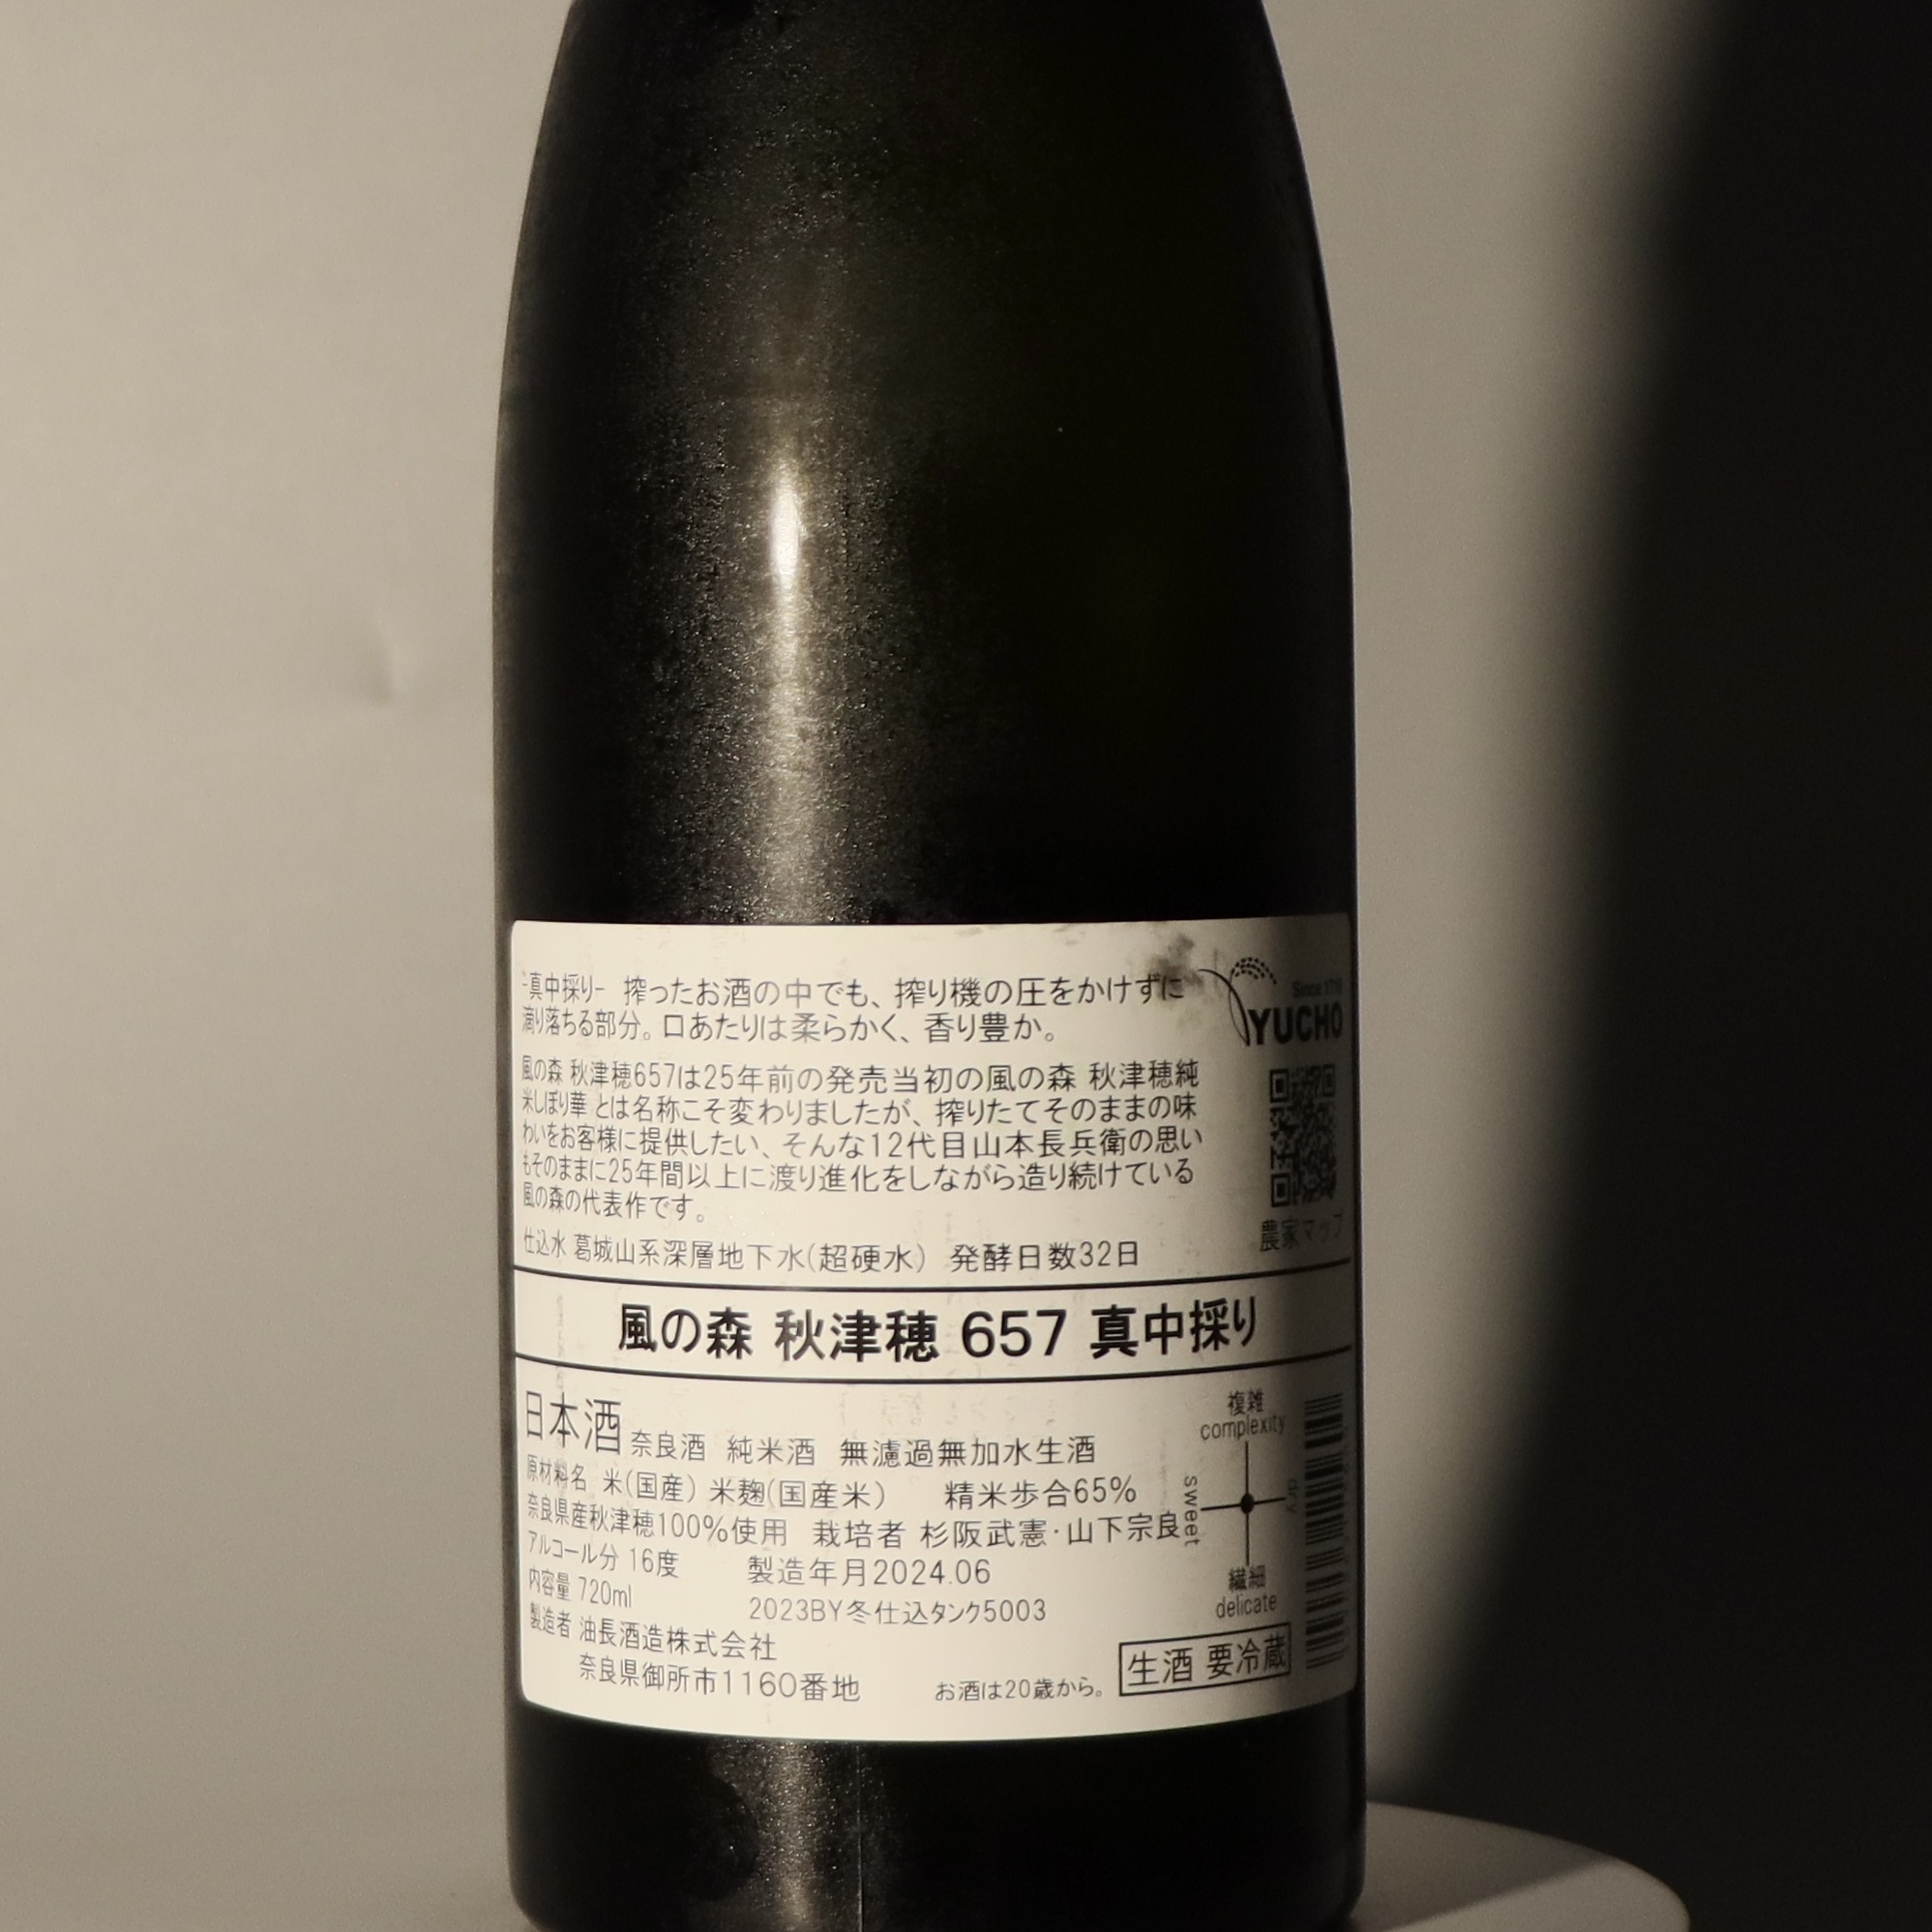 -真中採り- 搾ったお酒の中でも、搾り機の圧をかけずに
滴り落ちる部分。口あたりは柔らかく、香り豊か。
YUCHO
風の森 秋津穂657は25年前の発売当初の風の森 秋津穂純
米しぼり華 とは名称こそ変わりましたが、搾りたてそのままの味
わいをお客様に提供したい、そんな12代目山本長兵衛の思い
もそのままに25年間以上に渡り進化をしながら造り続けている
風の森の代表作です。
農家マップ
仕込水 葛城山系深層地下水(超硬水) 発酵日数32日
風の森 秋津穂 657 真中採り
日本酒 奈良酒 純米酒 無濾過無加水生酒
原材料名 米(国産) 米麹(国産米) 精米歩合65%
奈良県産秋津穂100%使用 栽培者 杉阪武憲・山下宗良
アルコール分 16度 製造年月2024.06
内容量 720ml 2023BY冬仕込タンク5003
製造者 油長酒造株式会社
奈良県御所市1160番地
お酒は20歳から。
複雑
complexity
sweet
dry
繊細
delicate
生酒 要冷蔵